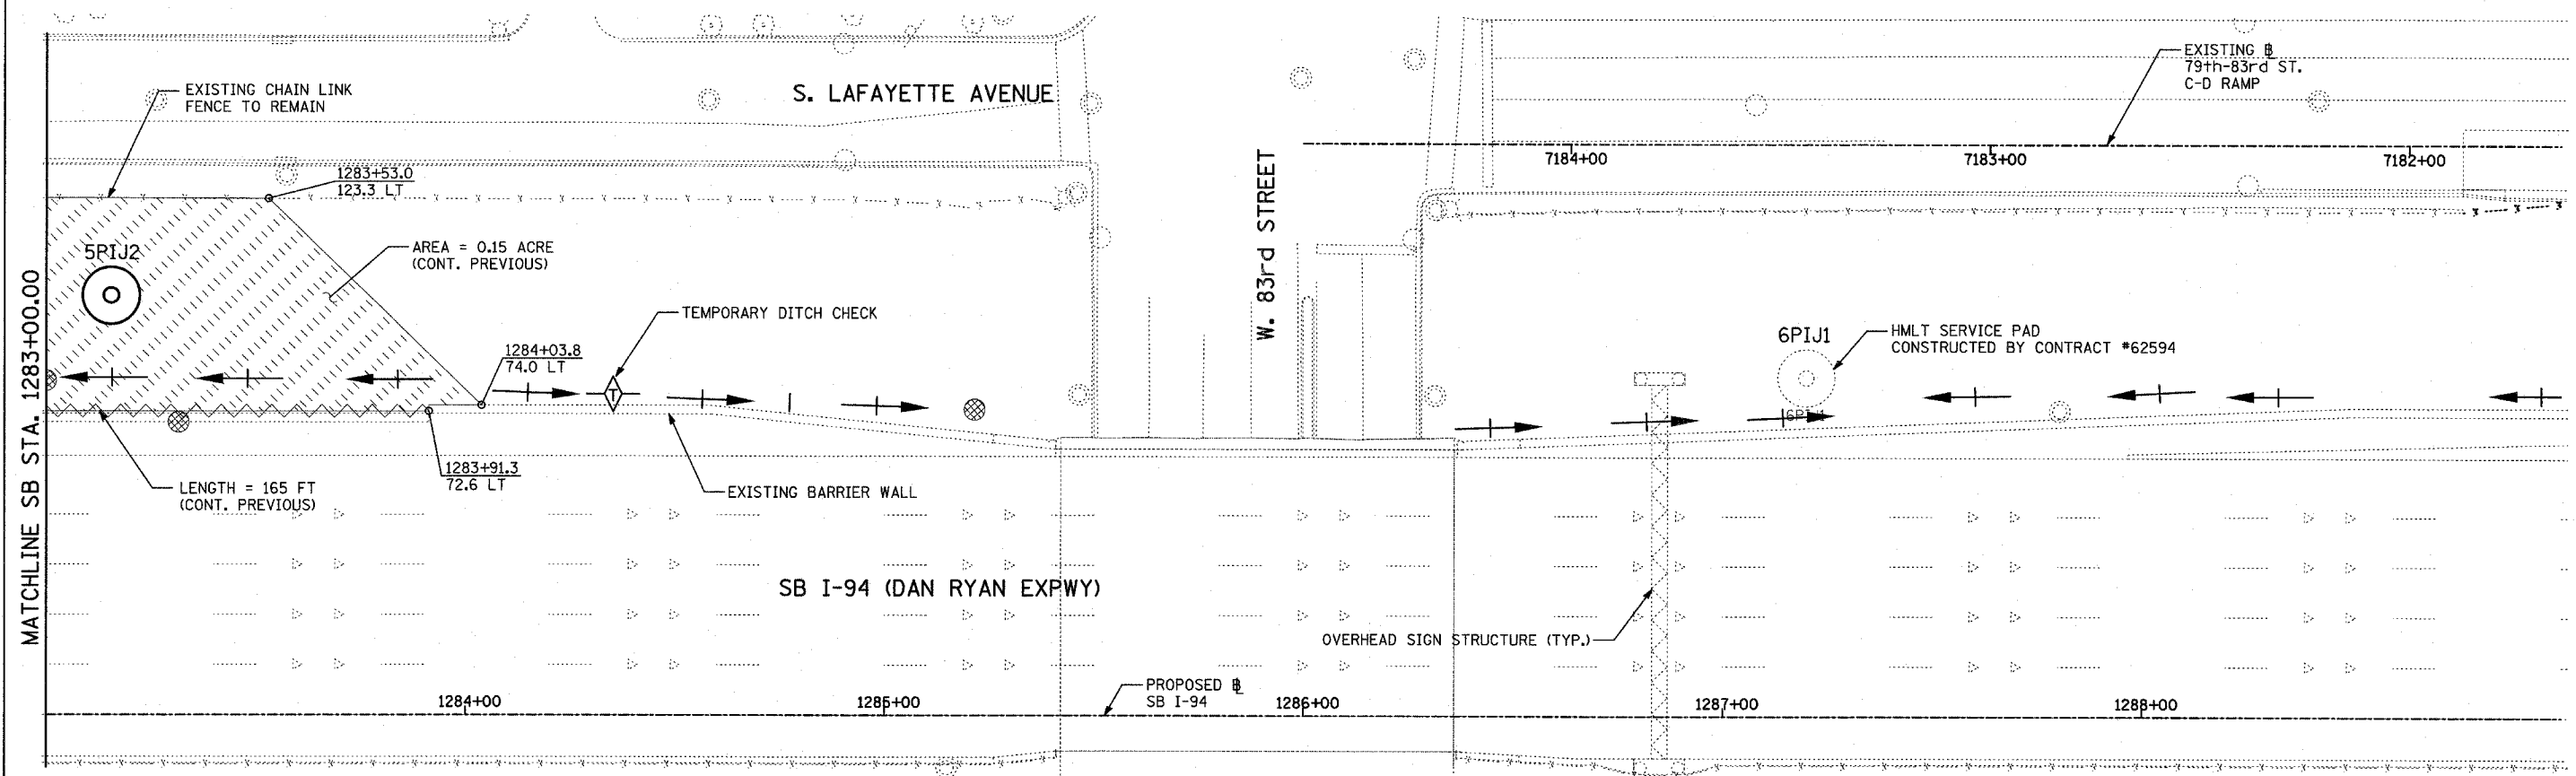 EXISTING ⅊
79th-83rd ST.
C-D RAMP
EXISTING CHAIN LINK
FENCE TO REMAIN
S. LAFAYETTE AVENUE
7184+00
7183+00
7182+00
1283+53.0
123.3 LT
W. 83rd STREET
AREA = 0.15 ACRE
(CONT. PREVIOUS)
5PIJ2
TEMPORARY DITCH CHECK
6PIJ1
HMLT SERVICE PAD
CONSTRUCTED BY CONTRACT #62594
1284+03.8
74.0 LT
T
MATCHLINE SB STA. 1283+00.00
6PIJ1
1283+91.3
72.6 LT
LENGTH = 165 FT
(CONT. PREVIOUS)
EXISTING BARRIER WALL
SB I-94 (DAN RYAN EXPWY)
OVERHEAD SIGN STRUCTURE (TYP.)
PROPOSED ⅊
SB I-94
1284+00
1285+00
1286+00
1287+00
1288+00